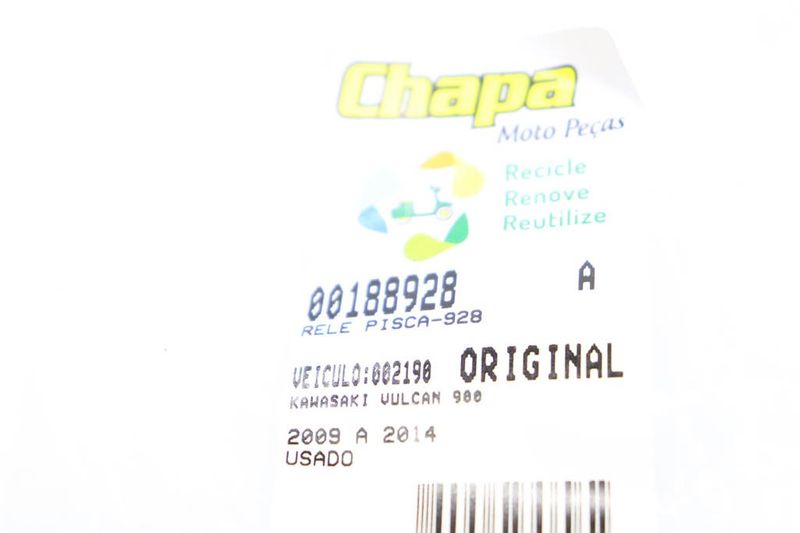 Chapa
Moto Peças
Recicle
Renove
Reutilize
00188928 A
RELE PISCA-928
VEICULO:002190 ORIGINAL
KAWASAKI VULCAN 900
2009 A 2014
USADO